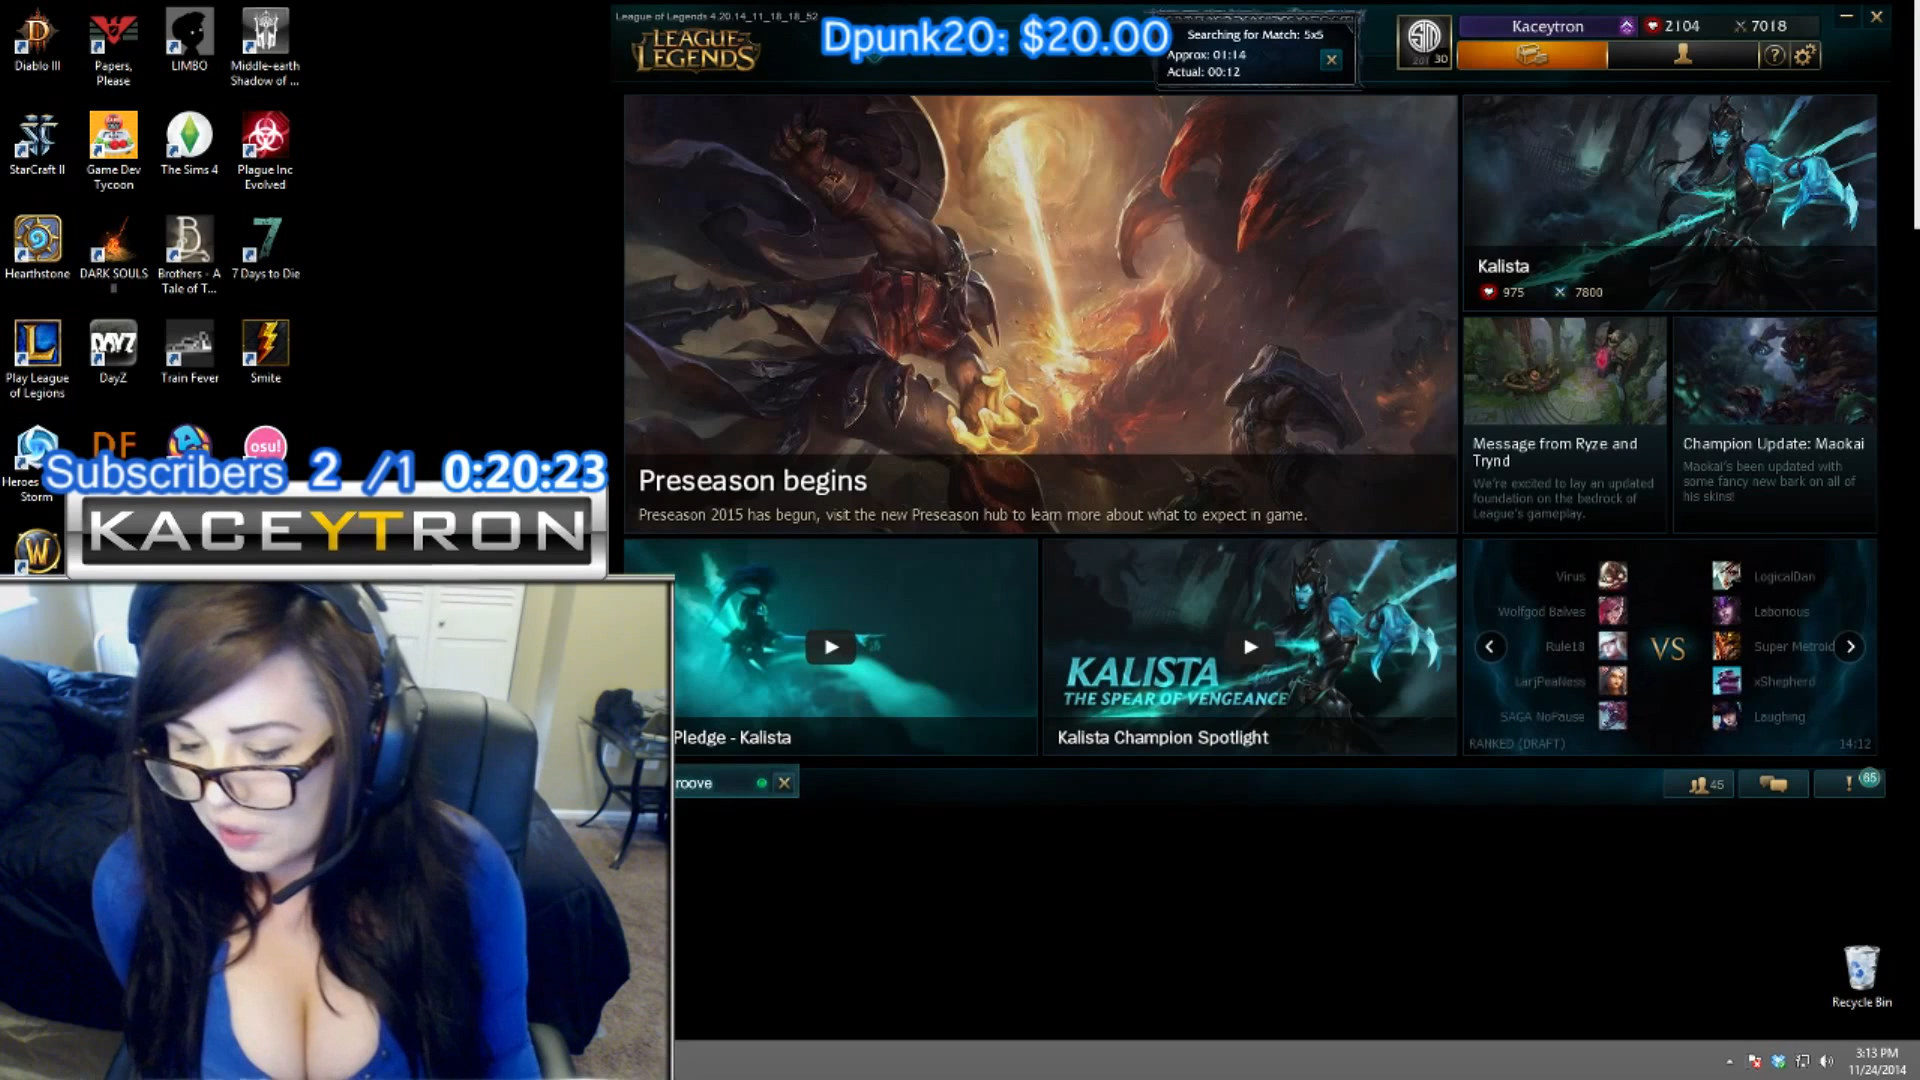 Diablo III
Papers, Please
LIMBO
Middle-earth Shadow of ...
StarCraft II
Game Dev Tycoon
The Sims 4
Plague Inc Evolved
Hearthstone
DARK SOULS II
Brothers - A Tale of T...
7 Days to Die
Play League of Legions
DAYZ
DayZ
Train Fever
Smite
DF
osu!
Heroes
Storm
Subscribers 2 /1 0:20:23
KACEYTRON
League of Legends 4.20.14_11_18_18_52
LEAGUE of LEGENDS
Dpunk20: $20.00
Searching for Match: 5x5
Approx: 01:14
Actual: 00:12
30
Kaceytron
2104
7018
Preseason begins
Preseason 2015 has begun, visit the new Preseason hub to learn more about what to expect in game.
Kalista
975
7800
Message from Ryze and
Trynd
We're excited to lay an updated
foundation on the bedrock of
League's gameplay.
Champion Update: Maokai
Maokai's been updated with
some fancy new bark on all of
his skins!
Pledge - Kalista
KALISTA
THE SPEAR OF VENGEANCE
Kalista Champion Spotlight
Virus
LogicalDan
Wolfgod Balves
Laborious
Rule18
VS
Super Metroid
LarjPeaNess
xShepherd
SAGA NoPause
Laughing
RANKED (DRAFT)
14:12
roove
45
65
Recycle Bin
3:13 PM
11/24/2014